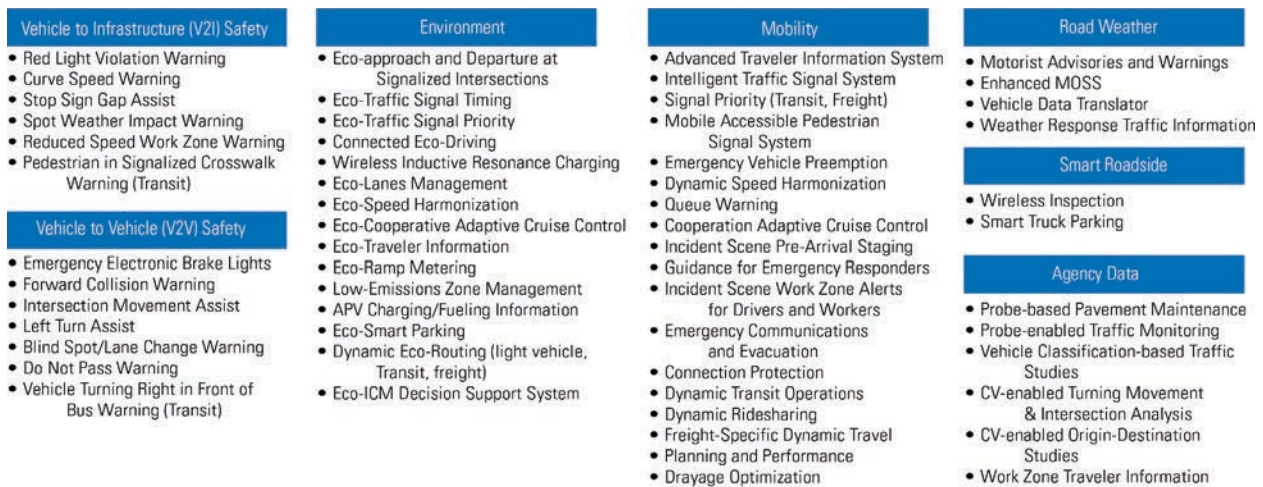 Vehicle to Infrastructure (V2I) Safety
• Red Light Violation Warning
• Curve Speed Warning
• Stop Sign Gap Assist
• Spot Weather Impact Warning
• Reduced Speed Work Zone Warning
• Pedestrian in Signalized Crosswalk
Warning (Transit)
Vehicle to Vehicle (V2V) Safety
• Emergency Electronic Brake Lights
• Forward Collision Warning
• Intersection Movement Assist
• Left Turn Assist
• Blind Spot/Lane Change Warning
• Do Not Pass Warning
• Vehicle Turning Right in Front of
Bus Warning (Transit)
Environment
• Eco-approach and Departure at
Signalized Intersections
• Eco-Traffic Signal Timing
• Eco-Traffic Signal Priority
• Connected Eco-Driving
• Wireless Inductive Resonance Charging
• Eco-Lanes Management
• Eco-Speed Harmonization
• Eco-Cooperative Adaptive Cruise Control
• Eco-Traveler Information
• Eco-Ramp Metering
• Low-Emissions Zone Management
• APV Charging/Fueling Information
• Eco-Smart Parking
• Dynamic Eco-Routing (light vehicle,
Transit, freight)
• Eco-ICM Decision Support System
Mobility
• Advanced Traveler Information System
• Intelligent Traffic Signal System
• Signal Priority (Transit, Freight)
• Mobile Accessible Pedestrian
Signal System
• Emergency Vehicle Preemption
• Dynamic Speed Harmonization
• Queue Warning
• Cooperation Adaptive Cruise Control
• Incident Scene Pre-Arrival Staging
• Guidance for Emergency Responders
• Incident Scene Work Zone Alerts
for Drivers and Workers
• Emergency Communications
and Evacuation
• Connection Protection
• Dynamic Transit Operations
• Dynamic Ridesharing
• Freight-Specific Dynamic Travel
• Planning and Performance
• Drayage Optimization
Road Weather
• Motorist Advisories and Warnings
• Enhanced MOSS
• Vehicle Data Translator
• Weather Response Traffic Information
Smart Roadside
• Wireless Inspection
• Smart Truck Parking
Agency Data
• Probe-based Pavement Maintenance
• Probe-enabled Traffic Monitoring
• Vehicle Classification-based Traffic
Studies
• CV-enabled Turning Movement
& Intersection Analysis
• CV-enabled Origin-Destination
Studies
• Work Zone Traveler Information